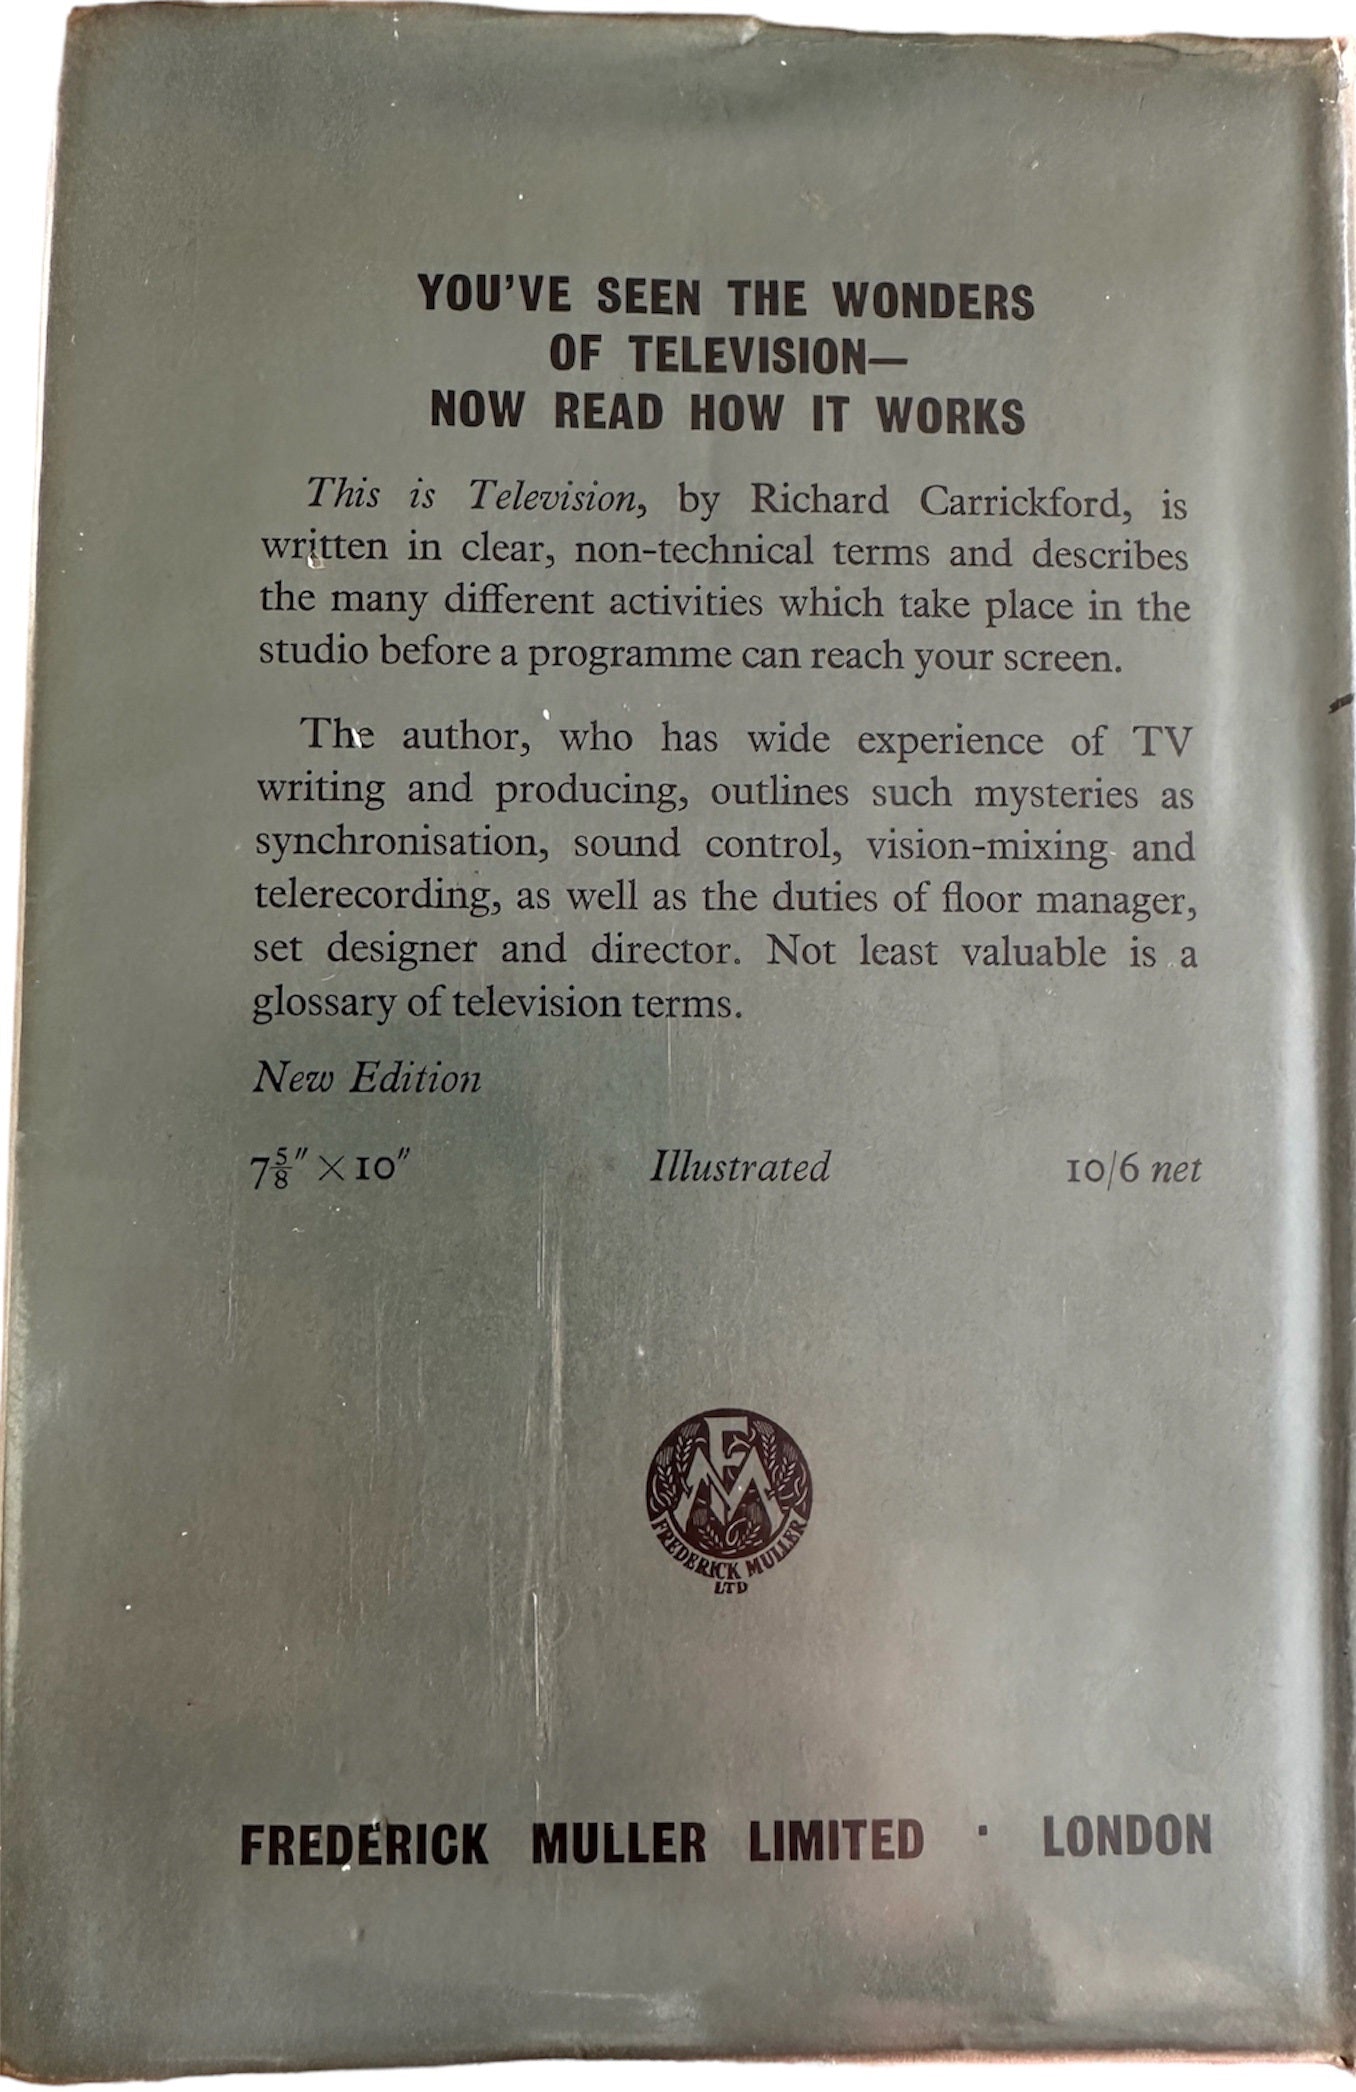 YOU'VE SEEN THE WONDERS
OF TELEVISION—
NOW READ HOW IT WORKS
This is Television, by Richard Carrickford, is
written in clear, non-technical terms and describes
the many different activities which take place in the
studio before a programme can reach your screen.
The author, who has wide experience of TV
writing and producing, outlines such mysteries as
synchronisation, sound control, vision-mixing and
telerecording, as well as the duties of floor manager,
set designer and director. Not least valuable is a
glossary of television terms.
New Edition
7⅝″ × 10″ Illustrated 10/6 net
FM
FREDERICK MULLER
LTD
FREDERICK MULLER LIMITED · LONDON